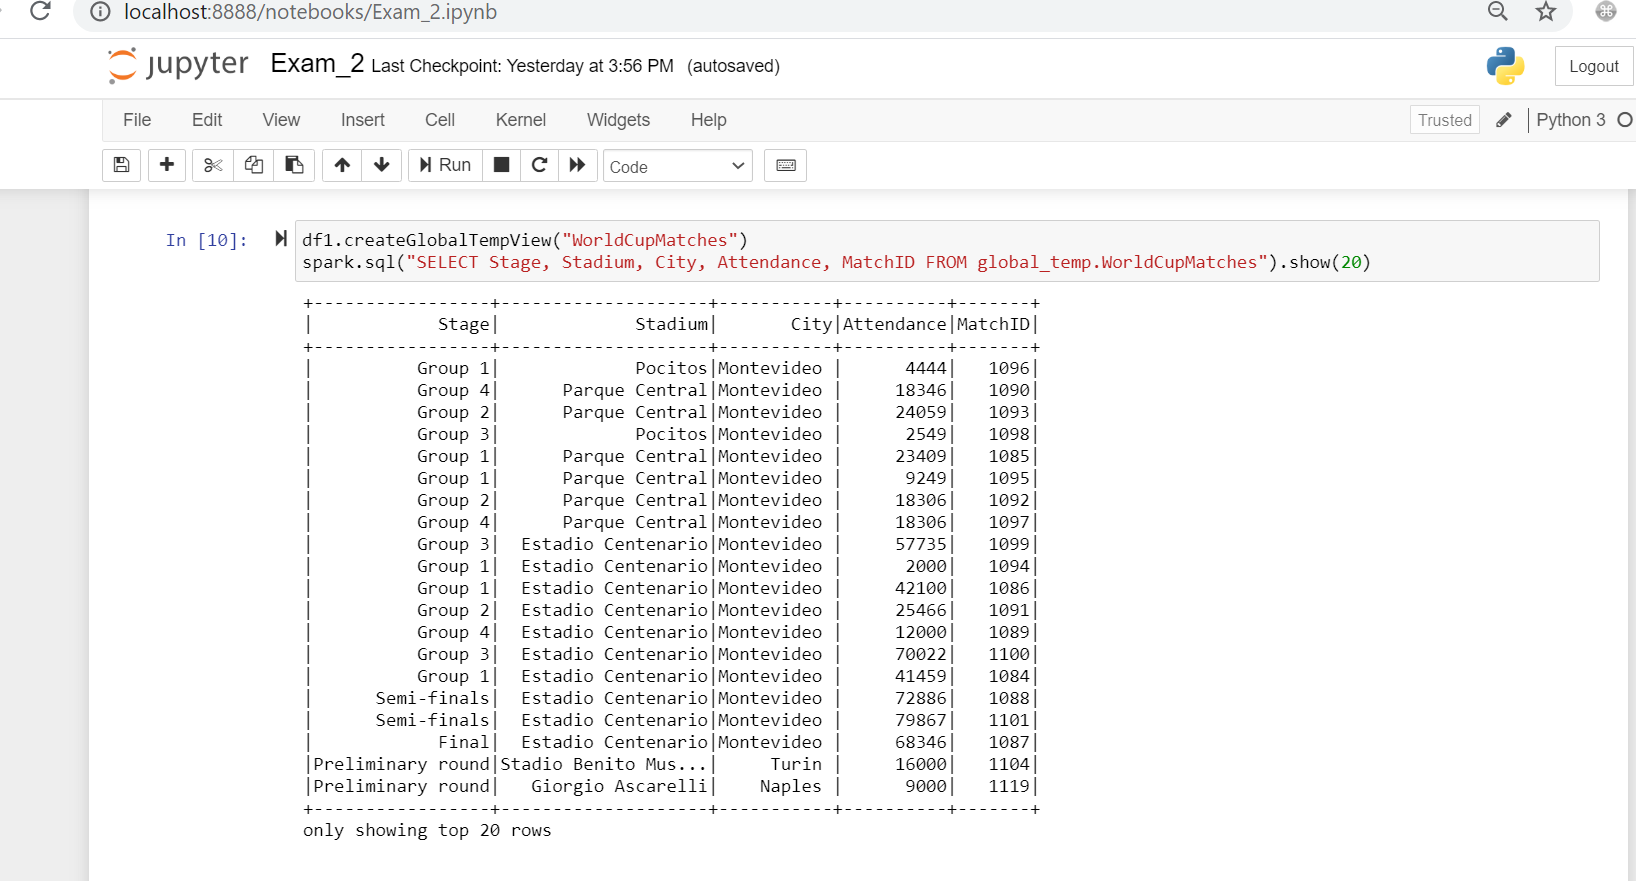 localhost:8888/notebooks/Exam_2.ipynb
jupyter Exam_2 Last Checkpoint: Yesterday at 3:56 PM (autosaved) Logout
File Edit View Insert Cell Kernel Widgets Help Trusted Python 3
Run Code
In [10]: df1.createGlobalTempView("WorldCupMatches")
spark.sql("SELECT Stage, Stadium, City, Attendance, MatchID FROM global_temp.WorldCupMatches").show(20)
+-----------------+--------------------+-----------+----------+-------+
|            Stage|             Stadium|       City|Attendance|MatchID|
+-----------------+--------------------+-----------+----------+-------+
|          Group 1|             Pocitos|Montevideo |      4444|   1096|
|          Group 4|      Parque Central|Montevideo |     18346|   1090|
|          Group 2|      Parque Central|Montevideo |     24059|   1093|
|          Group 3|             Pocitos|Montevideo |      2549|   1098|
|          Group 1|      Parque Central|Montevideo |     23409|   1085|
|          Group 1|      Parque Central|Montevideo |      9249|   1095|
|          Group 2|      Parque Central|Montevideo |     18306|   1092|
|          Group 4|      Parque Central|Montevideo |     18306|   1097|
|          Group 3|  Estadio Centenario|Montevideo |     57735|   1099|
|          Group 1|  Estadio Centenario|Montevideo |      2000|   1094|
|          Group 1|  Estadio Centenario|Montevideo |     42100|   1086|
|          Group 2|  Estadio Centenario|Montevideo |     25466|   1091|
|          Group 4|  Estadio Centenario|Montevideo |     12000|   1089|
|          Group 3|  Estadio Centenario|Montevideo |     70022|   1100|
|          Group 1|  Estadio Centenario|Montevideo |     41459|   1084|
|      Semi-finals|  Estadio Centenario|Montevideo |     72886|   1088|
|      Semi-finals|  Estadio Centenario|Montevideo |     79867|   1101|
|            Final|  Estadio Centenario|Montevideo |     68346|   1087|
|Preliminary round|Stadio Benito Mus...|     Turin |     16000|   1104|
|Preliminary round|   Giorgio Ascarelli|    Naples |      9000|   1119|
+-----------------+--------------------+-----------+----------+-------+
only showing top 20 rows